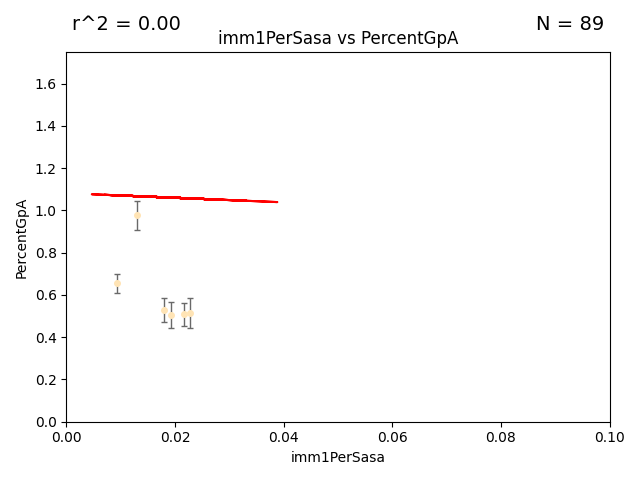 r^2 = 0.00
N = 89
imm1PerSasa vs PercentGpA
PercentGpA
1.6
1.4
1.2
1.0
0.8
0.6
0.4
0.2
0.0
0.00 0.02 0.04 0.06 0.08 0.10
imm1PerSasa